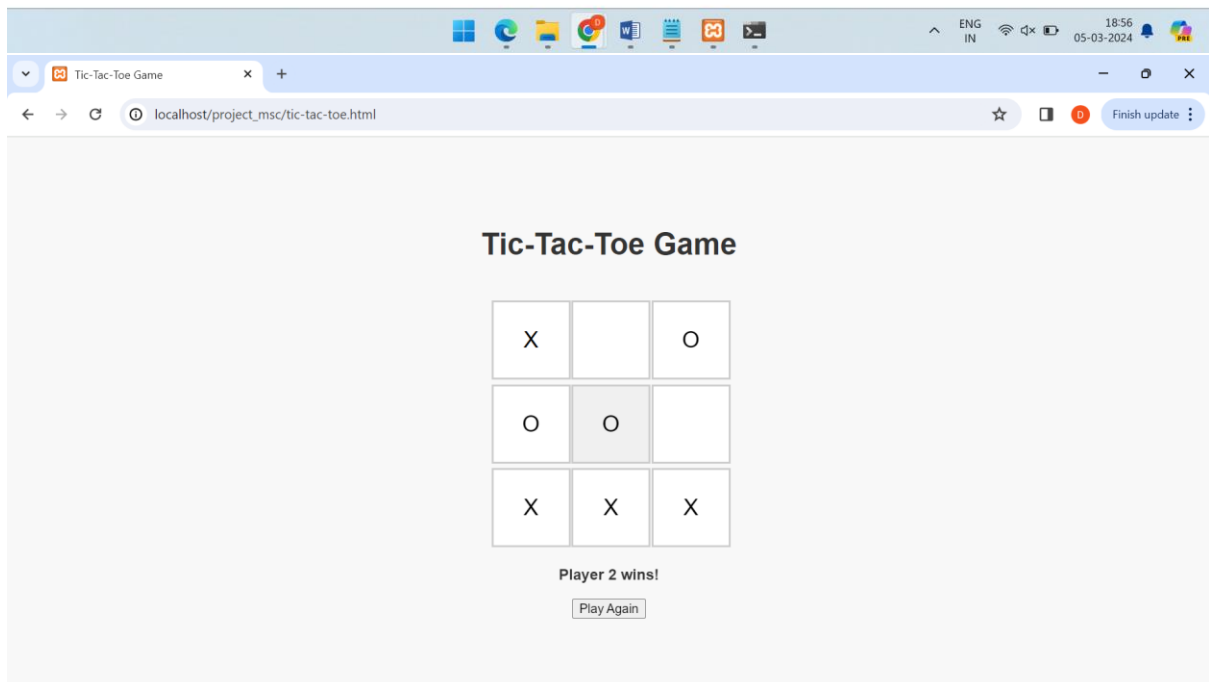 ENG
IN
18:56
05-03-2024
PRE
Tic-Tac-Toe Game
localhost/project_msc/tic-tac-toe.html
D
Finish update
Tic-Tac-Toe Game
X O
O O
X X X
Player 2 wins!
Play Again